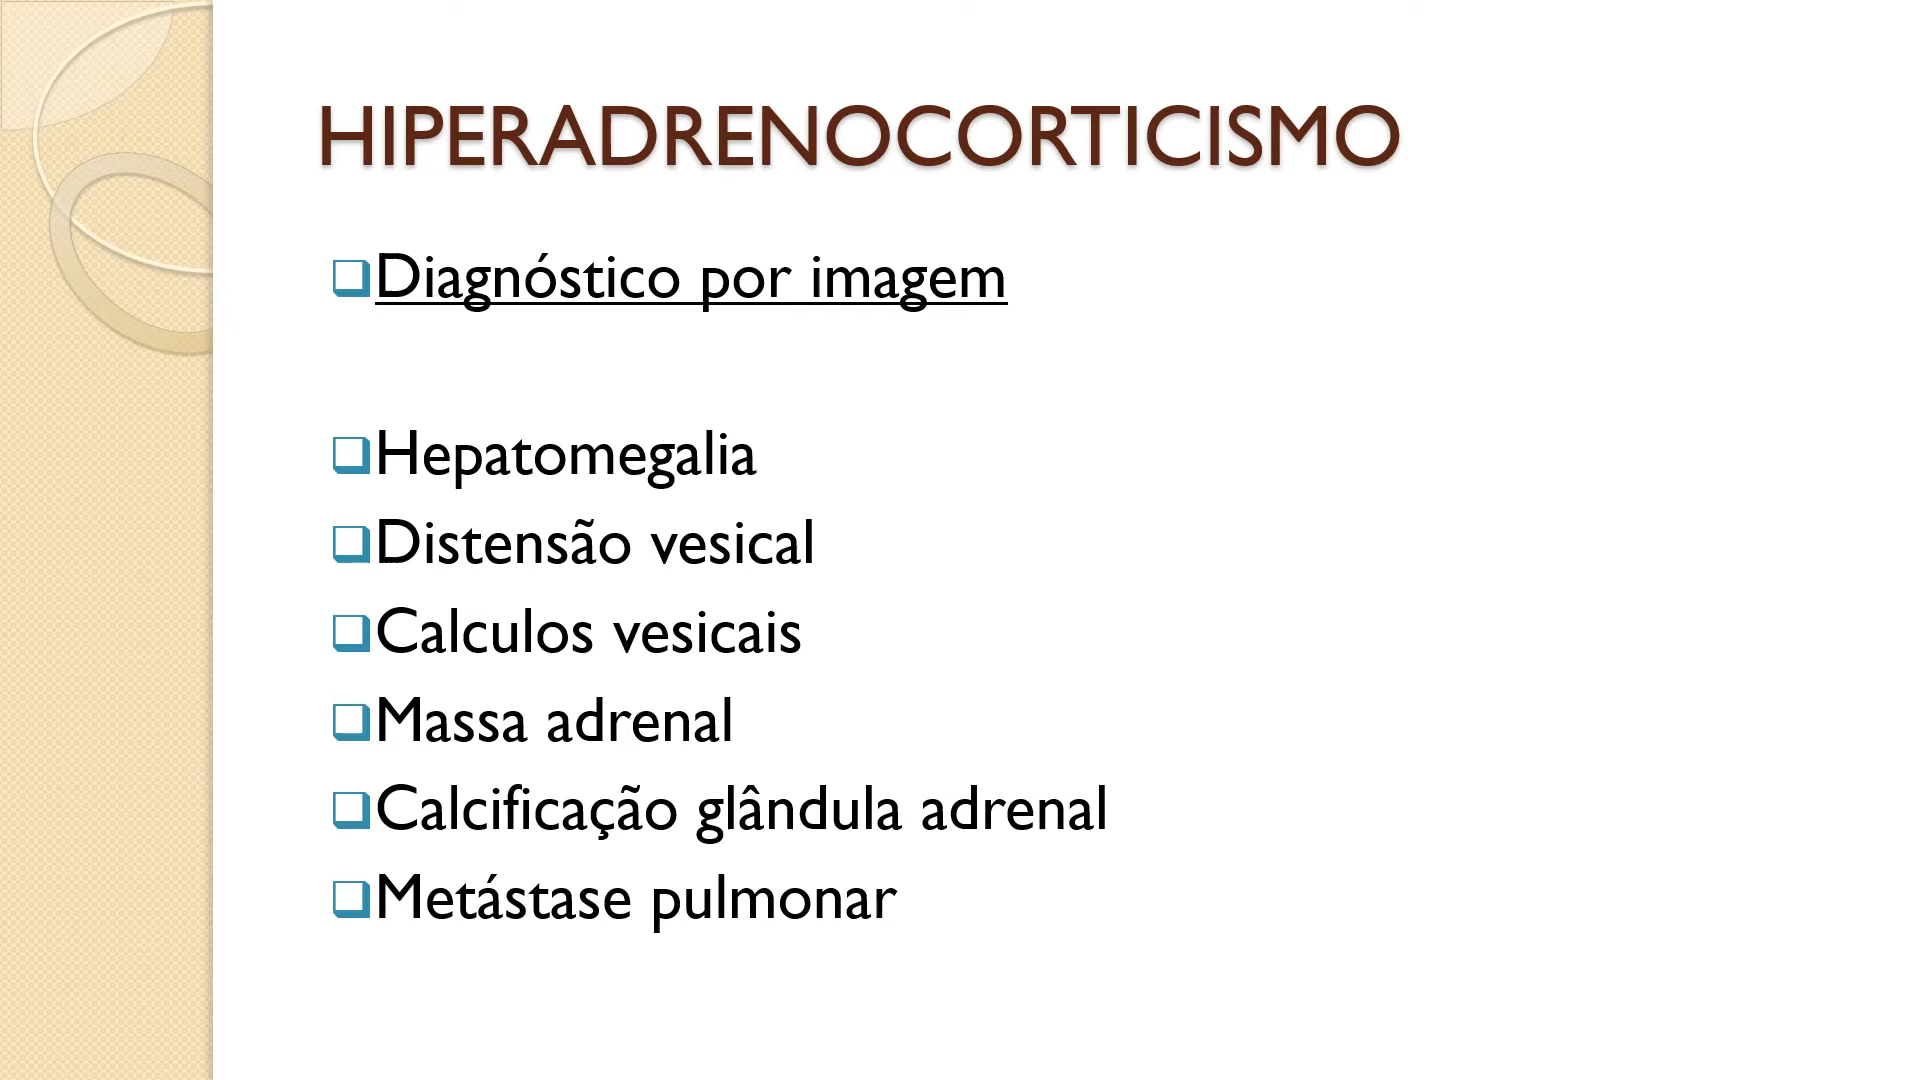 HIPERADRENOCORTICISMO
Diagnóstico por imagem
Hepatomegalia
Distensão vesical
Calculos vesicais
Massa adrenal
Calcificação glândula adrenal
Metástase pulmonar